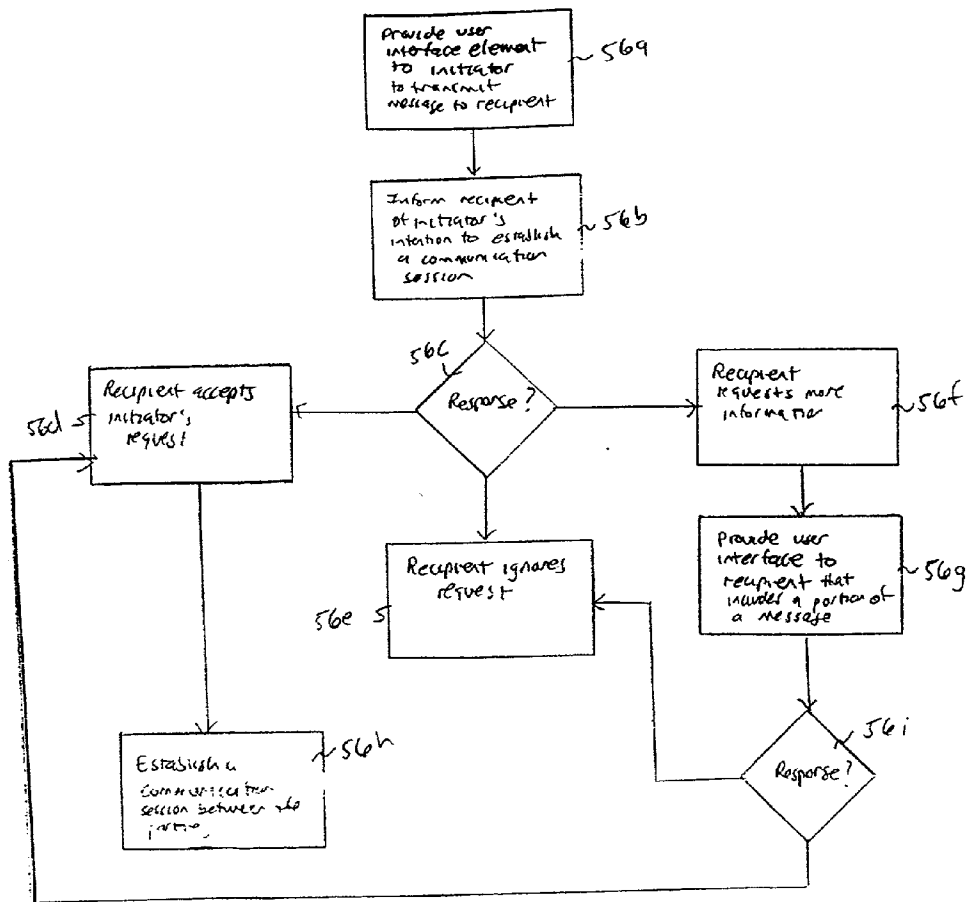 Provide user
interface element
to initiator
to transmit
message to recipient
56a
Inform recipient
of initiator's
intention to establish
a communication
session
56b
56c
Response?
Recipient accepts
initiator's
request
56d
Recipient
requests more
information
56f
Recipient ignores
request
56e
Provide user
interface to
recipient that
includes a portion of
a message
56g
Establish a
communication
session between the
parties
56h
Response?
56i